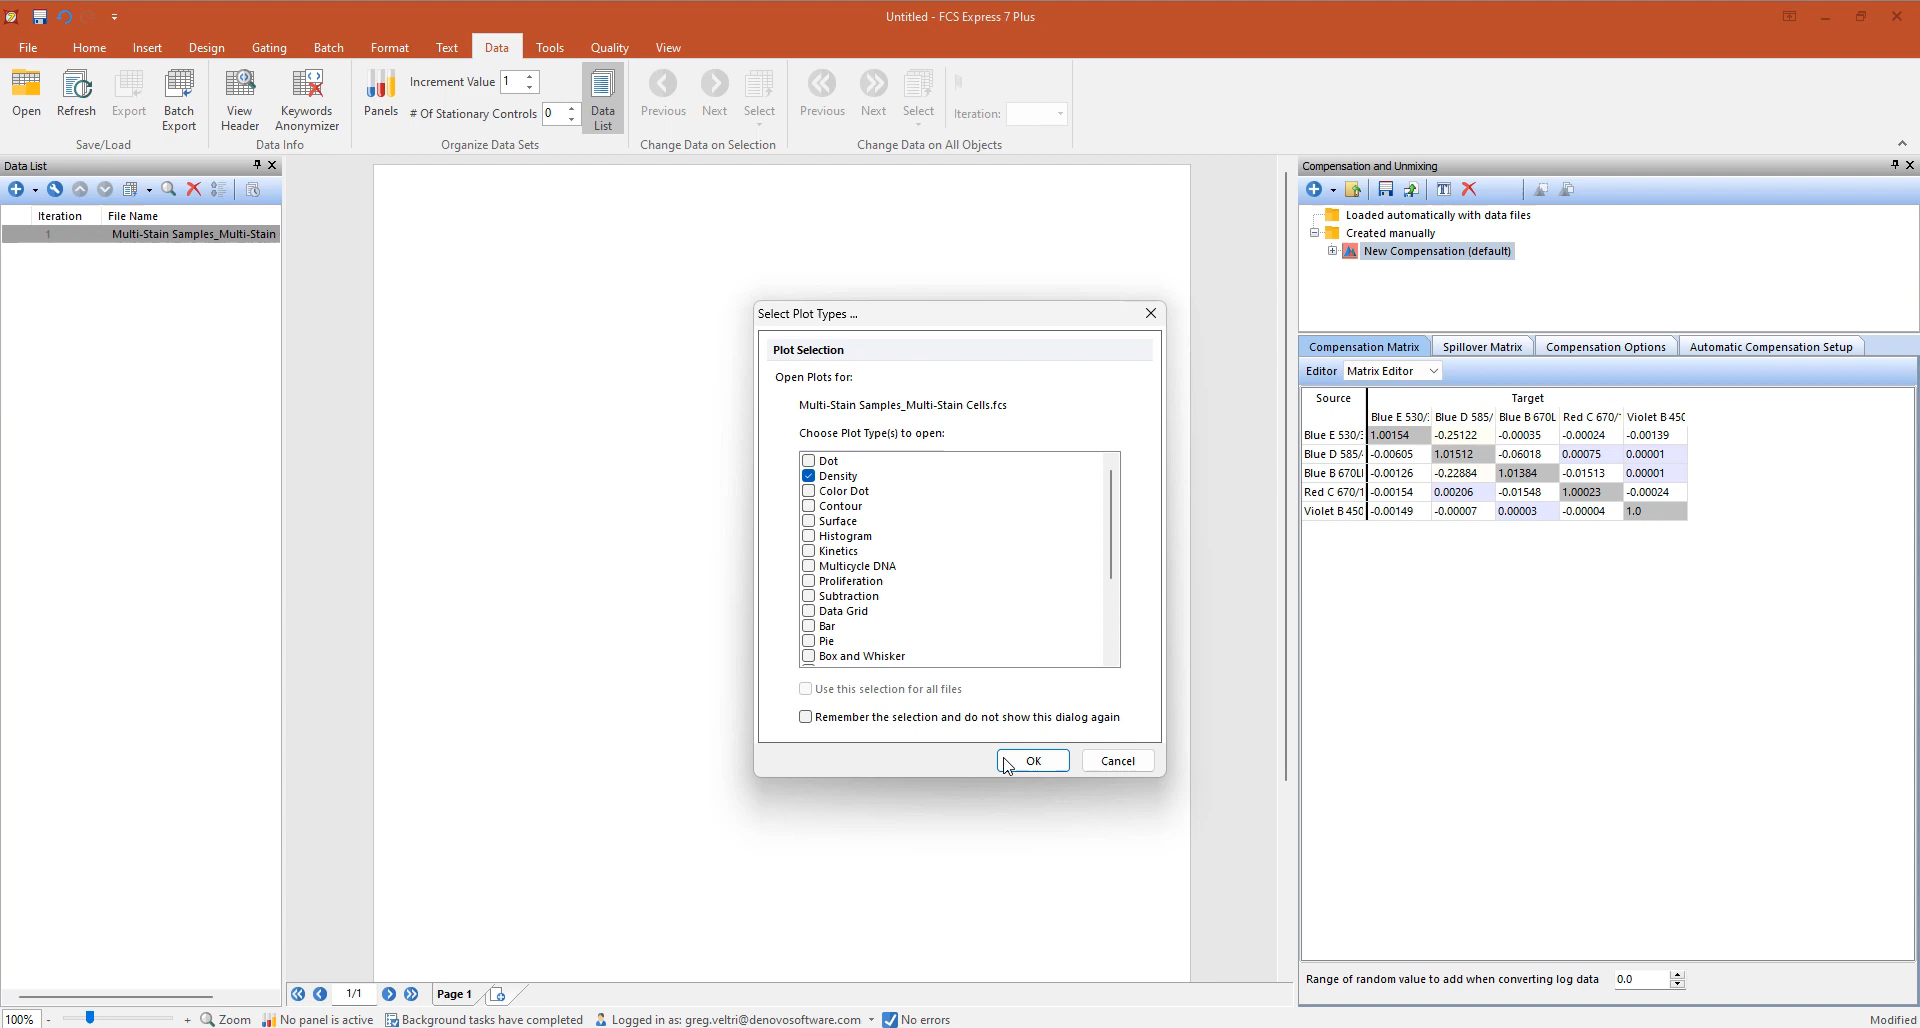 Untitled - FCS Express 7 Plus
File Home Insert Design Gating Batch Format Text Data Tools Quality View
Open Refresh Export Batch Export View Header Keywords Anonymizer Panels Increment Value 1
# Of Stationary Controls 0 Data List Previous Next Select Previous Next Select Iteration:
Save/Load Data Info Organize Data Sets Change Data on Selection Change Data on All Objects
Data List
Iteration File Name
1 Multi-Stain Samples_Multi-Stain
Select Plot Types ...
Plot Selection
Open Plots for:
Multi-Stain Samples_Multi-Stain Cells.fcs
Choose Plot Type(s) to open:
Dot
Density
Color Dot
Contour
Surface
Histogram
Kinetics
Multicycle DNA
Proliferation
Subtraction
Data Grid
Bar
Pie
Box and Whisker
Use this selection for all files
Remember the selection and do not show this dialog again
OK Cancel
Compensation and Unmixing
Loaded automatically with data files
Created manually
New Compensation (default)
Compensation Matrix Spillover Matrix Compensation Options Automatic Compensation Setup
Editor Matrix Editor
Source Target
Blue E 530/ Blue D 585/ Blue B 670L Red C 670/ Violet B 450
Blue E 530/ 1.00154 -0.25122 -0.00035 -0.00024 -0.00139
Blue D 585/ -0.00605 1.01512 -0.06018 0.00075 0.00001
Blue B 670L -0.00126 -0.22884 1.01384 -0.01513 0.00001
Red C 670/1 -0.00154 0.00206 -0.01548 1.00023 -0.00024
Violet B 450 -0.00149 -0.00007 0.00003 -0.00004 1.0
Range of random value to add when converting log data 0.0
1/1 Page 1
100% - + Zoom No panel is active Background tasks have completed Logged in as: greg.veltri@denovosoftware.com No errors Modified